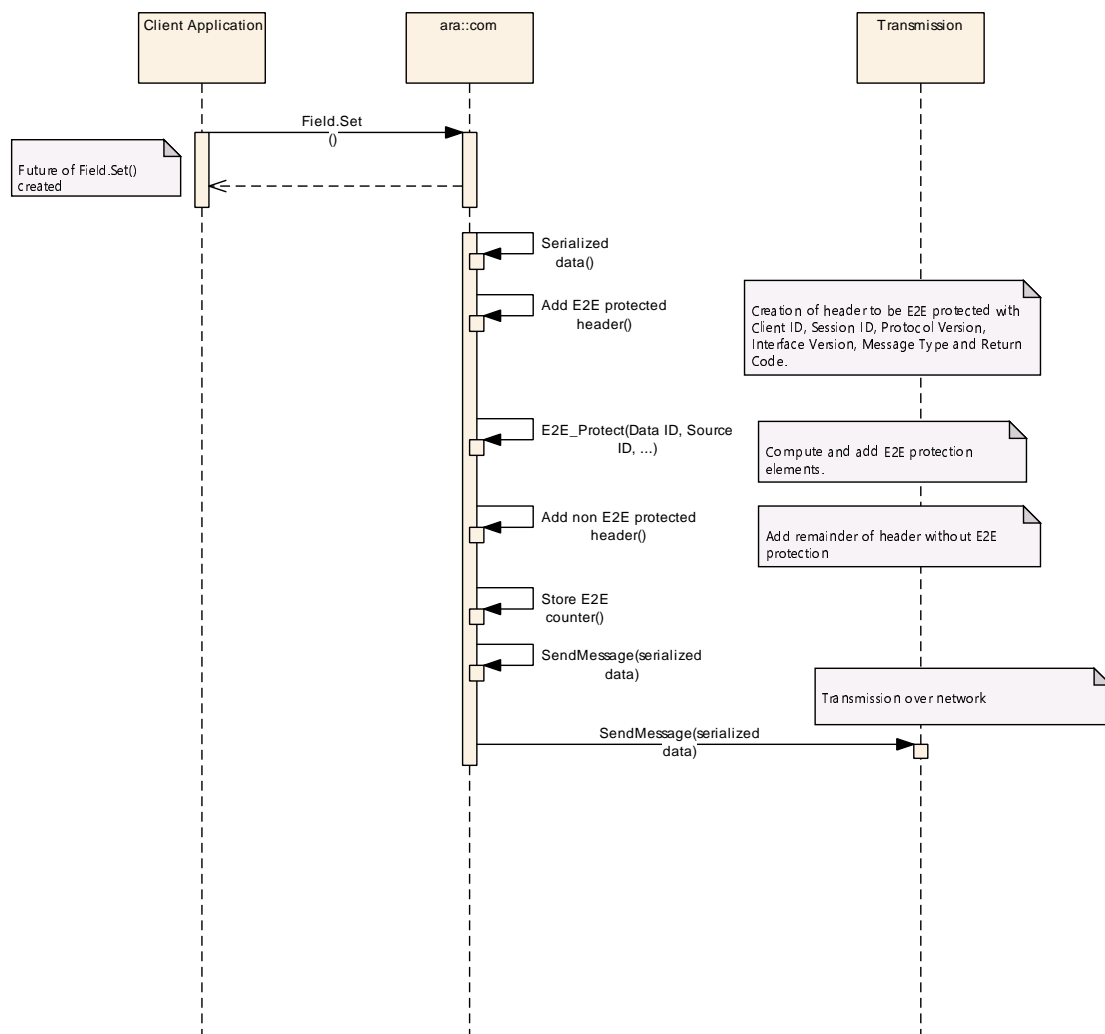 Client Application
ara::com
Transmission
Field.Set
()
Future of Field.Set()
created
Serialized
data()
Add E2E protected
header()
Creation of header to be E2E protected with
Client ID, Session ID, Protocol Version,
Interface Version, Message Type and Return
Code.
E2E_Protect(Data ID, Source
ID, ...)
Compute and add E2E protection
elements.
Add non E2E protected
header()
Add remainder of header without E2E
protection
Store E2E
counter()
SendMessage(serialized
data)
Transmission over network
SendMessage(serialized
data)